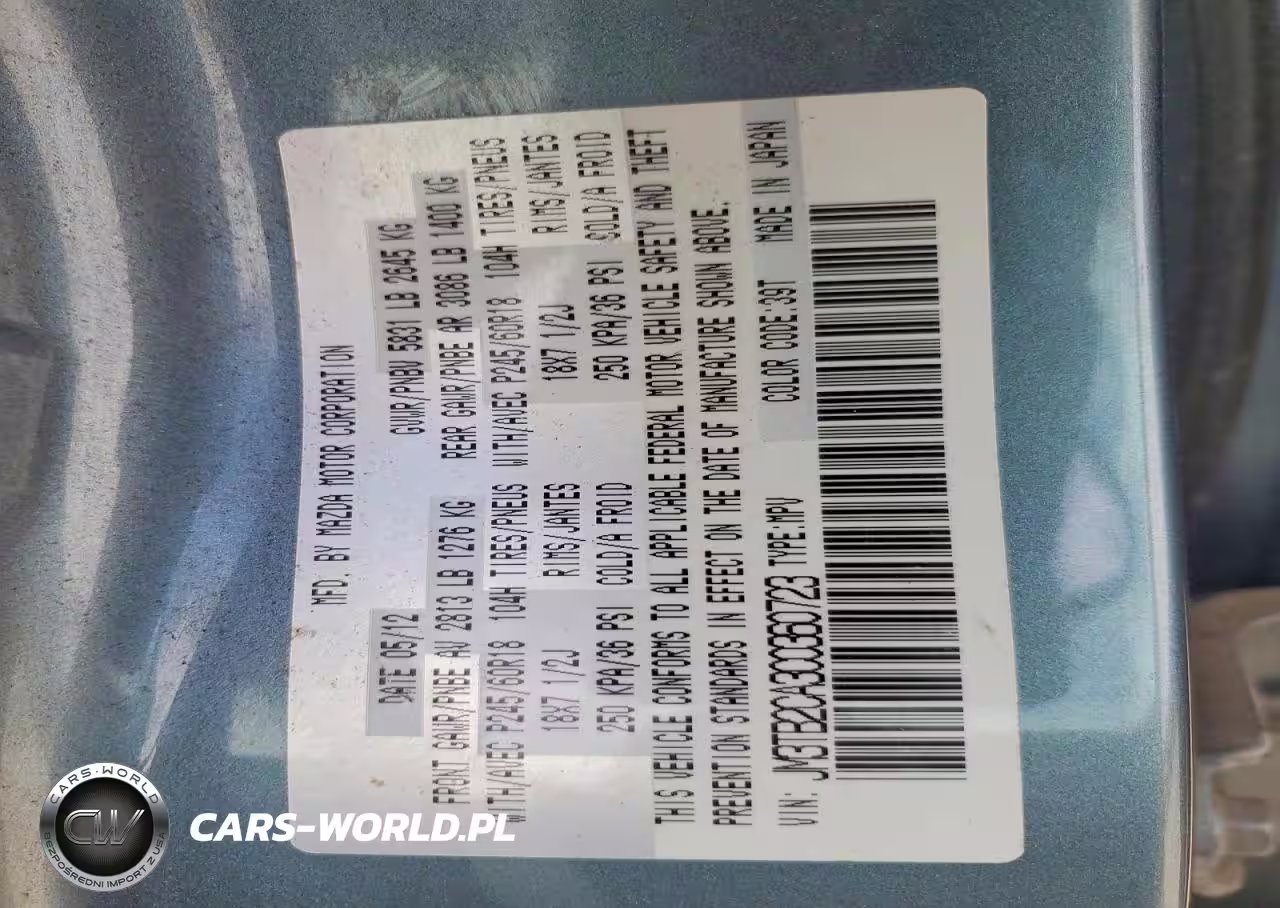 MFD. BY MAZDA MOTOR CORPORATION
DATE 05/12 GVWR/PNBV 5831 LB 2645 KG
FRONT GAWR/PNBE AV 2813 LB 1276 KG REAR GAWR/PNBE AR 3086 LB 1400 KG
WITH/AVEC P245/60R18 104H TIRES/PNEUS WITH/AVEC P245/60R18 104H TIRES/PNEUS
18X7 1/2J RIMS/JANTES 18X7 1/2J RIMS/JANTES
250 KPA/36 PSI COLD/A FROID 250 KPA/36 PSI COLD/A FROID
THIS VEHICLE CONFORMS TO ALL APPLICABLE FEDERAL MOTOR VEHICLE SAFETY AND THEFT
PREVENTION STANDARDS IN EFFECT ON THE DATE OF MANUFACTURE SHOWN ABOVE.
VIN: JM3TB2CA3C0360723 TYPE:MPV COLOR CODE:39T MADE IN JAPAN
CARS-WORLD
CW
BEZPOŚREDNI IMPORT Z USA
CARS-WORLD.PL